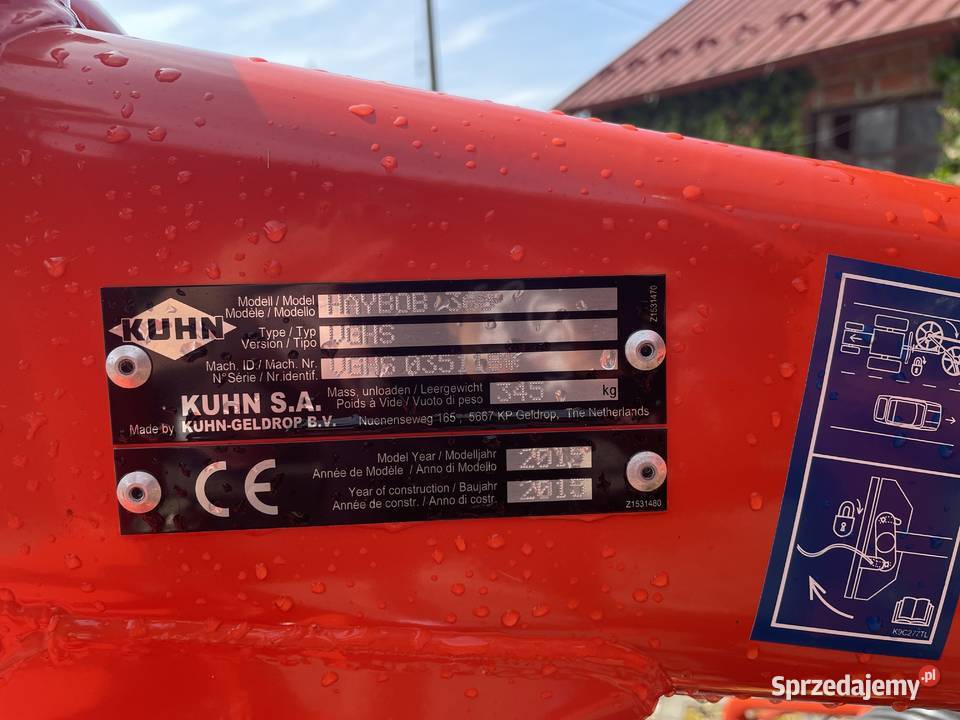 KUHN
Modell / Model
Modèle / Modello
HAYBOB
Type / Typ
Version / Tipo
Mach. ID / Mach. Nr.
N°Série / Nr.identif.
Mass, unloaden / Leergewicht
Poids à Vide / Vuoto di peso
345 kg
Made by
KUHN S.A.
KUHN-GELDROP B.V.
Nuenenseweg 165 , 5667 KP Geldrop, The Netherlands
Z1531470
CE
Model Year / Modelljahr
Année de Modèle / Anno di Modello
Year of construction / Baujahr
Année de constr. / Anno di costr.
Z1531480
K9C277TL
Sprzedajemy.pl